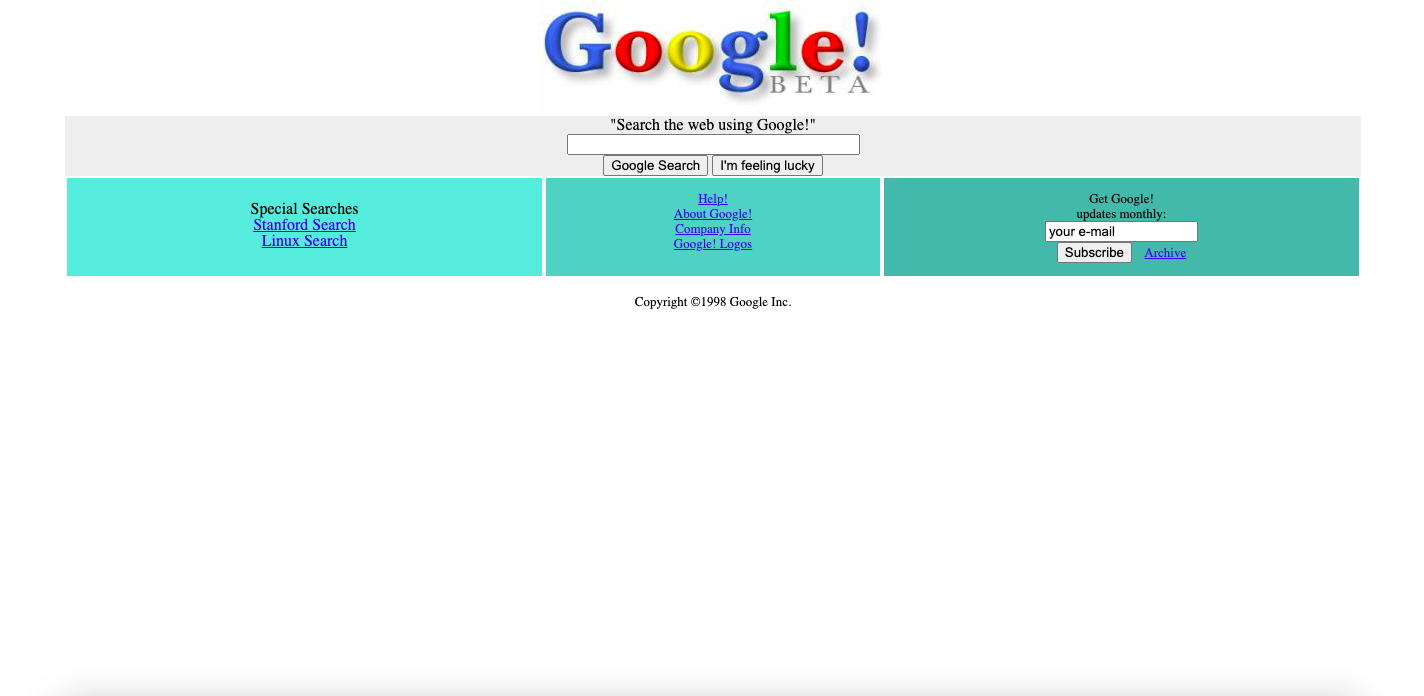 Google!
BETA
"Search the web using Google!"
Google Search I'm feeling lucky
Special Searches
Stanford Search
Linux Search
Help!
About Google!
Company Info
Google! Logos
Get Google!
updates monthly:
your e-mail
Subscribe Archive
Copyright ©1998 Google Inc.